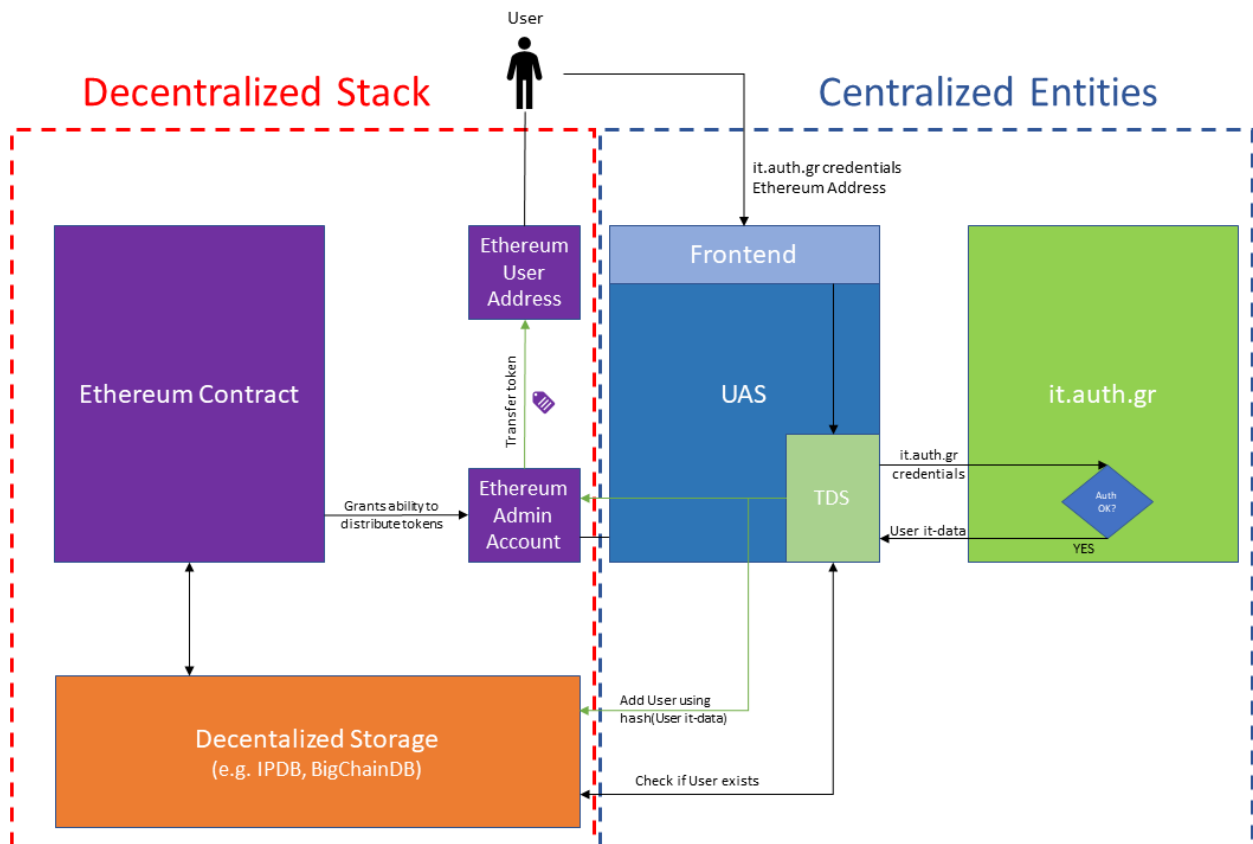 User
Decentralized Stack
Centralized Entities
it.auth.gr credentials
Ethereum Address
Ethereum
User
Address
Frontend
Ethereum Contract
Transfer token
UAS
it.auth.gr
it.auth.gr
credentials
Grants ability to
distribute tokens
Ethereum
Admin
Account
TDS
Auth
OK?
User it-data
YES
Add User using
hash(User it-data)
Decentalized Storage
(e.g. IPDB, BigChainDB)
Check if User exists